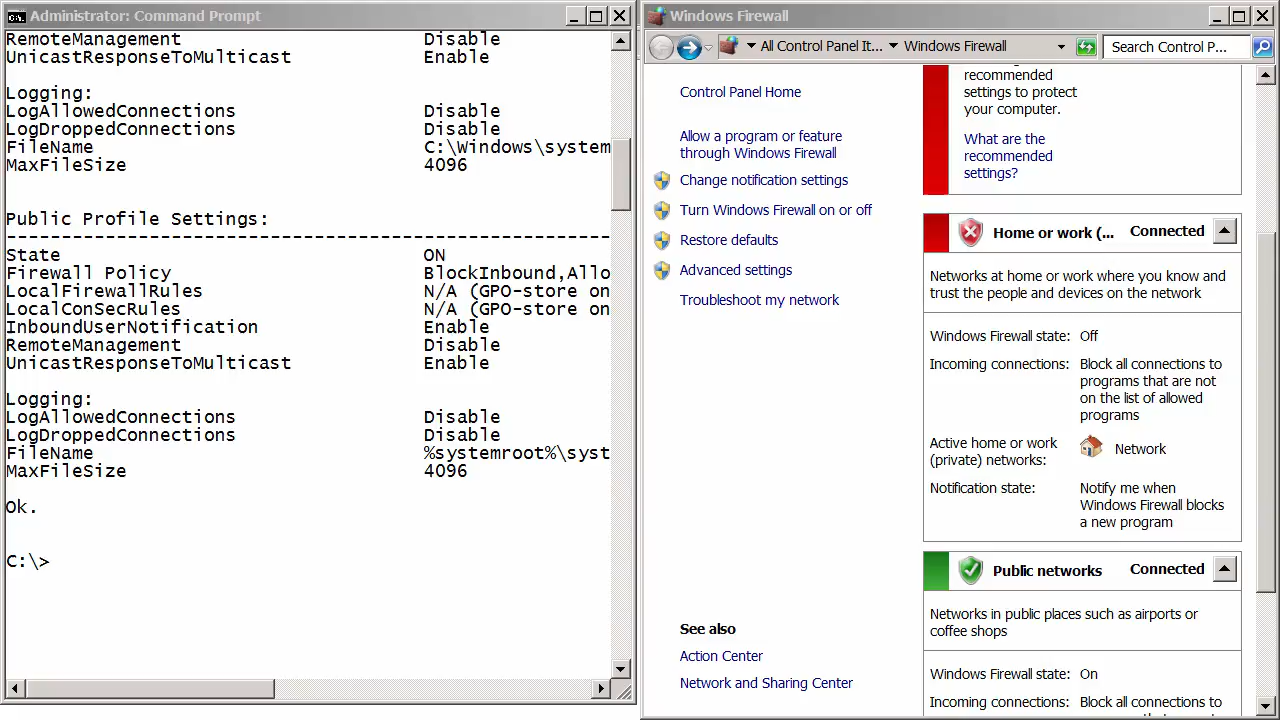 Administrator: Command Prompt
RemoteManagement Disable
UnicastResponseToMulticast Enable
Logging:
LogAllowedConnections Disable
LogDroppedConnections Disable
FileName C:\Windows\system
MaxFileSize 4096
Public Profile Settings:
----------------------------------------------------------------------
State ON
Firewall Policy BlockInbound,Allo
LocalFirewallRules N/A (GPO-store on
LocalConSecRules N/A (GPO-store on
InboundUserNotification Enable
RemoteManagement Disable
UnicastResponseToMulticast Enable
Logging:
LogAllowedConnections Disable
LogDroppedConnections Disable
FileName %systemroot%\syst
MaxFileSize 4096
Ok.
C:\>
Windows Firewall
All Control Panel It... Windows Firewall Search Control P...
Control Panel Home
Allow a program or feature
through Windows Firewall
Change notification settings
Turn Windows Firewall on or off
Restore defaults
Advanced settings
Troubleshoot my network
See also
Action Center
Network and Sharing Center
recommended
settings to protect
your computer.
What are the
recommended
settings?
Home or work (... Connected
Networks at home or work where you know and
trust the people and devices on the network
Windows Firewall state: Off
Incoming connections: Block all connections to
programs that are not
on the list of allowed
programs
Active home or work
(private) networks: Network
Notification state: Notify me when
Windows Firewall blocks
a new program
Public networks Connected
Networks in public places such as airports or
coffee shops
Windows Firewall state: On
Incoming connections: Block all connections to